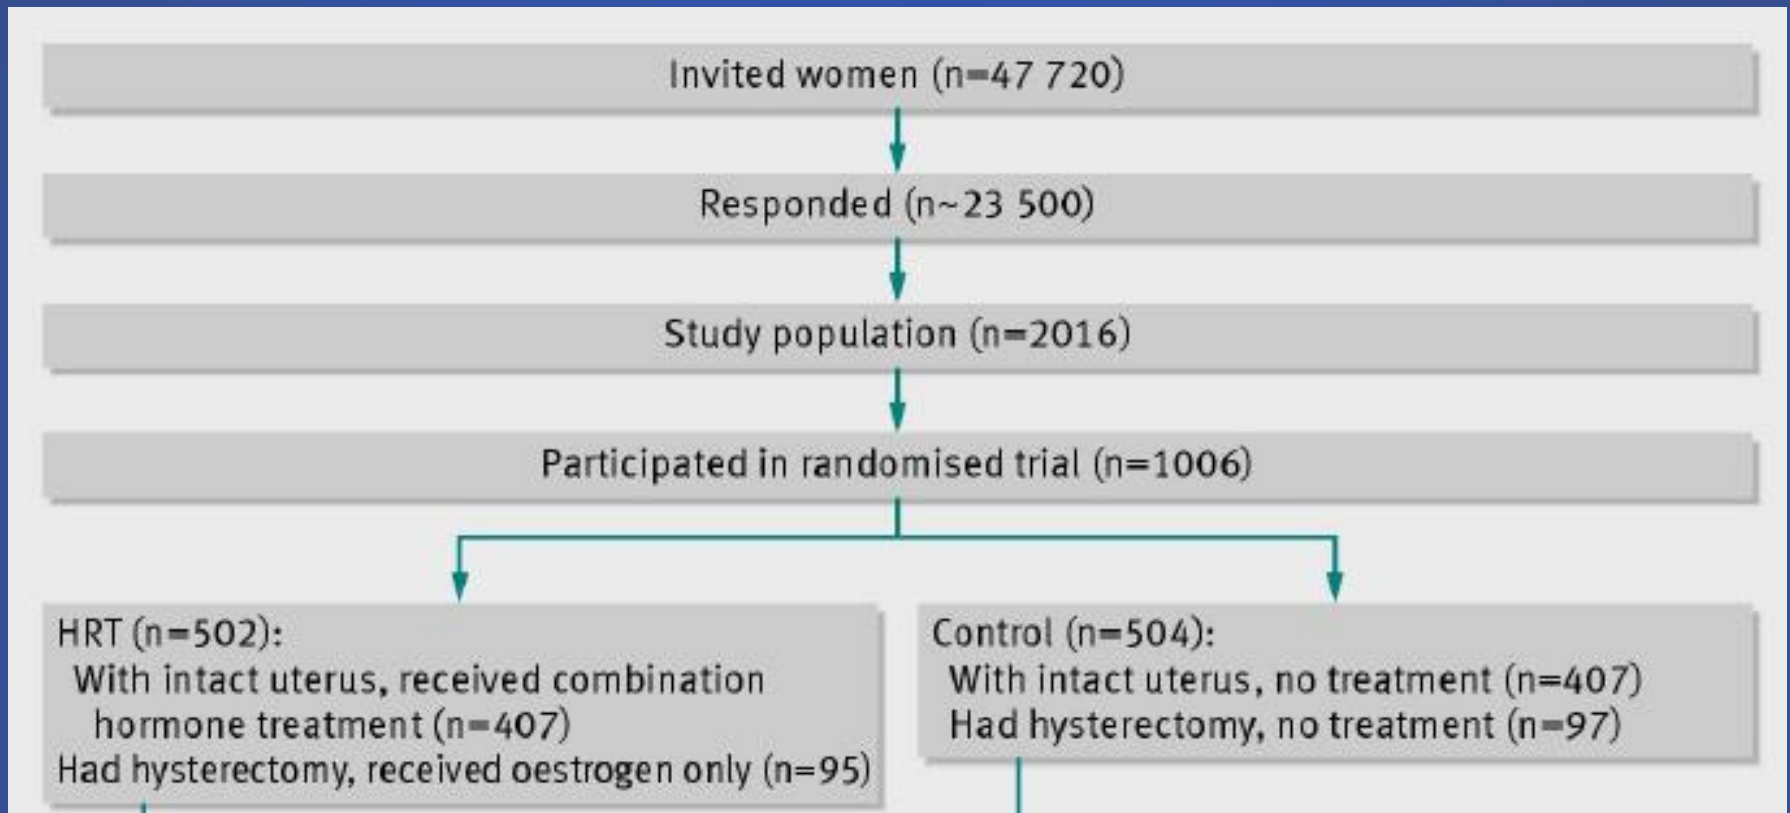 Invited women (n=47 720)
Responded (n~23 500)
Study population (n=2016)
Participated in randomised trial (n=1006)
HRT (n=502):
With intact uterus, received combination
hormone treatment (n=407)
Had hysterectomy, received oestrogen only (n=95)
Control (n=504):
With intact uterus, no treatment (n=407)
Had hysterectomy, no treatment (n=97)